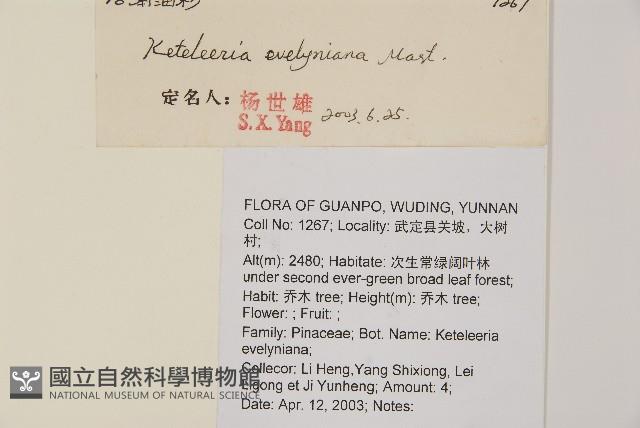 1267
Keteleeria evelyniana Mast.
定名人: 杨世雄
S.X.Yang 2003.6.25.
FLORA OF GUANPO, WUDING, YUNNAN
Coll No: 1267; Locality: 武定县关坡，大树
村;
Alt(m): 2480; Habitate: 次生常绿阔叶林
under second ever-green broad leaf forest;
Habit: 乔木 tree; Height(m): 乔木 tree;
Flower: ; Fruit: ;
Family: Pinaceae; Bot. Name: Keteleeria
evelyniana;
Collecor: Li Heng,Yang Shixiong, Lei
Ligong et Ji Yunheng; Amount: 4;
Date: Apr. 12, 2003; Notes:
國立自然科學博物館
NATIONAL MUSEUM OF NATURAL SCIENCE